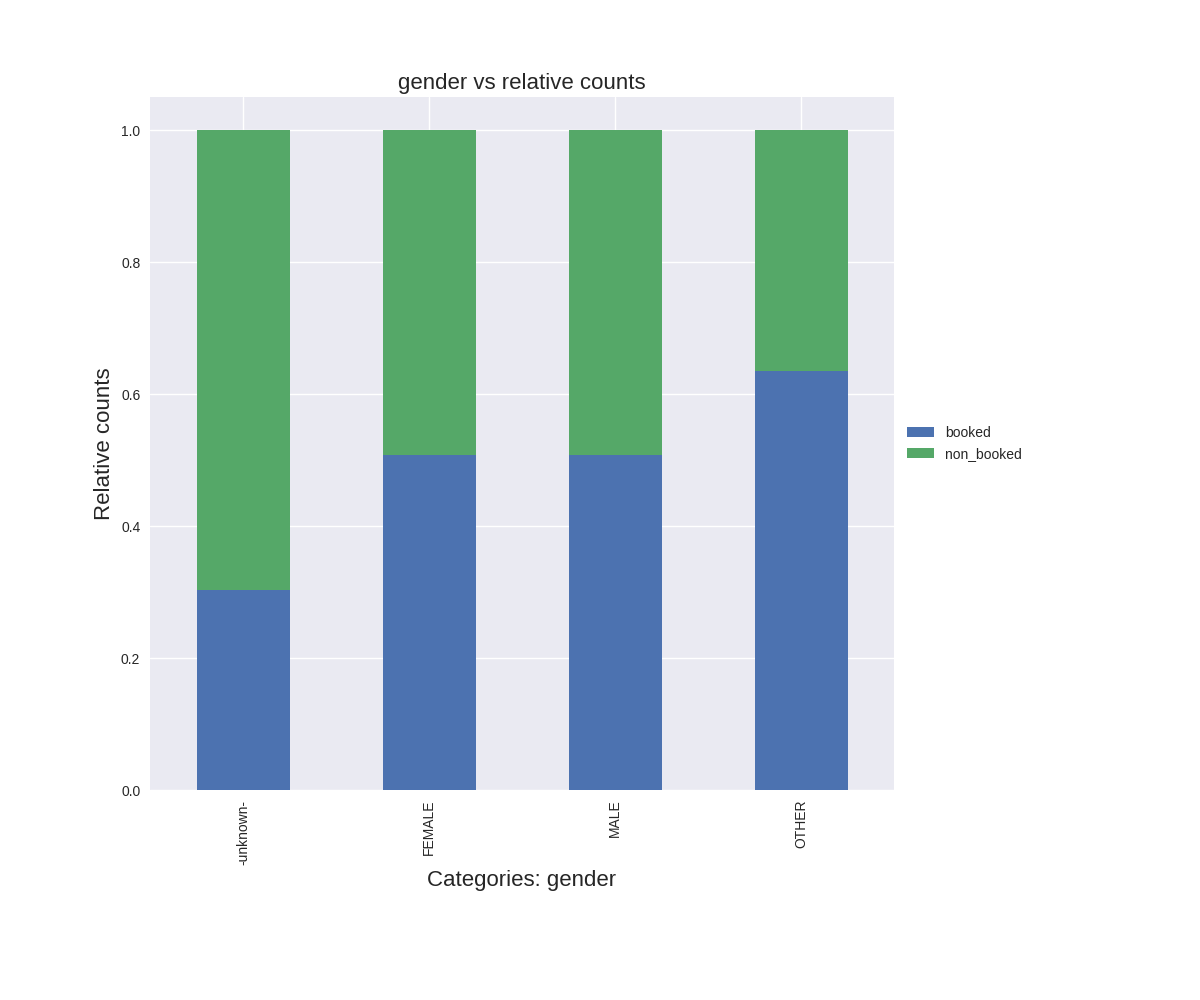 gender vs relative counts
1.0
0.8
0.6
0.4
0.2
0.0
Relative counts
-unknown-
FEMALE
MALE
OTHER
Categories: gender
booked
non_booked